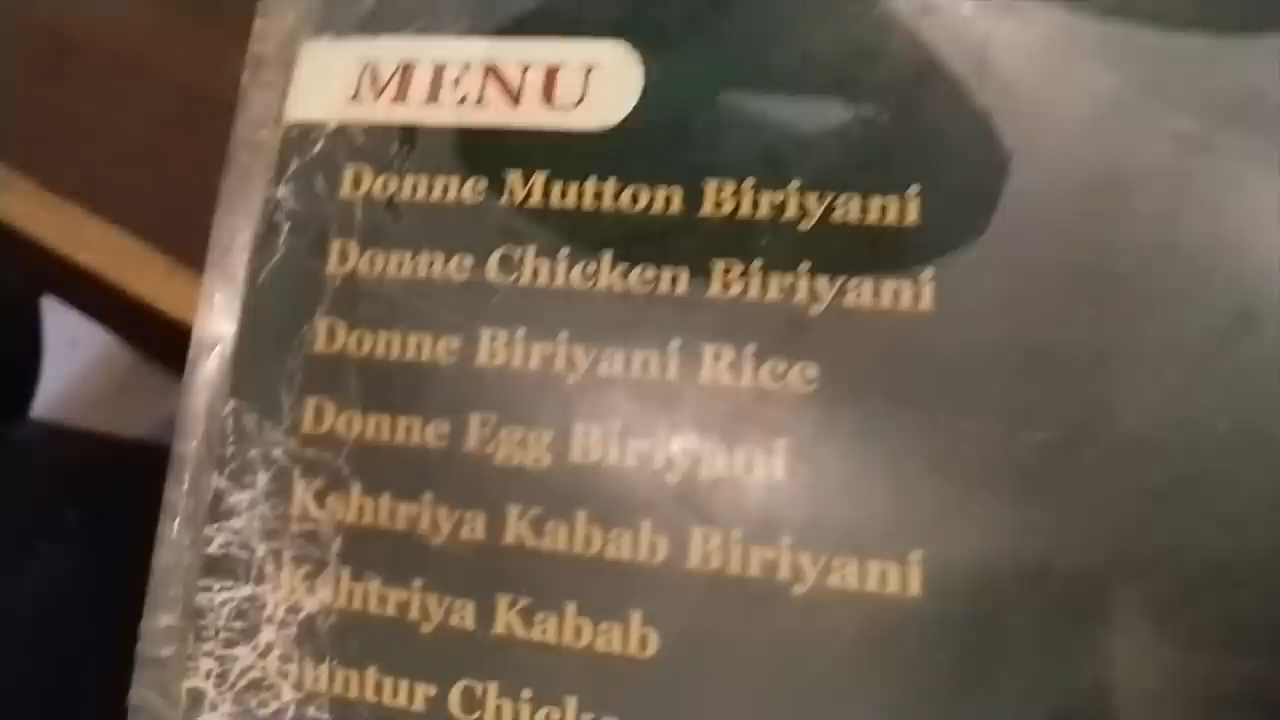 MENU
Donne Mutton Biriyani
Donne Chicken Biriyani
Donne Biriyani Rice
Donne Egg Biriyani
Kshtriya Kabab Biriyani
Kshtriya Kabab